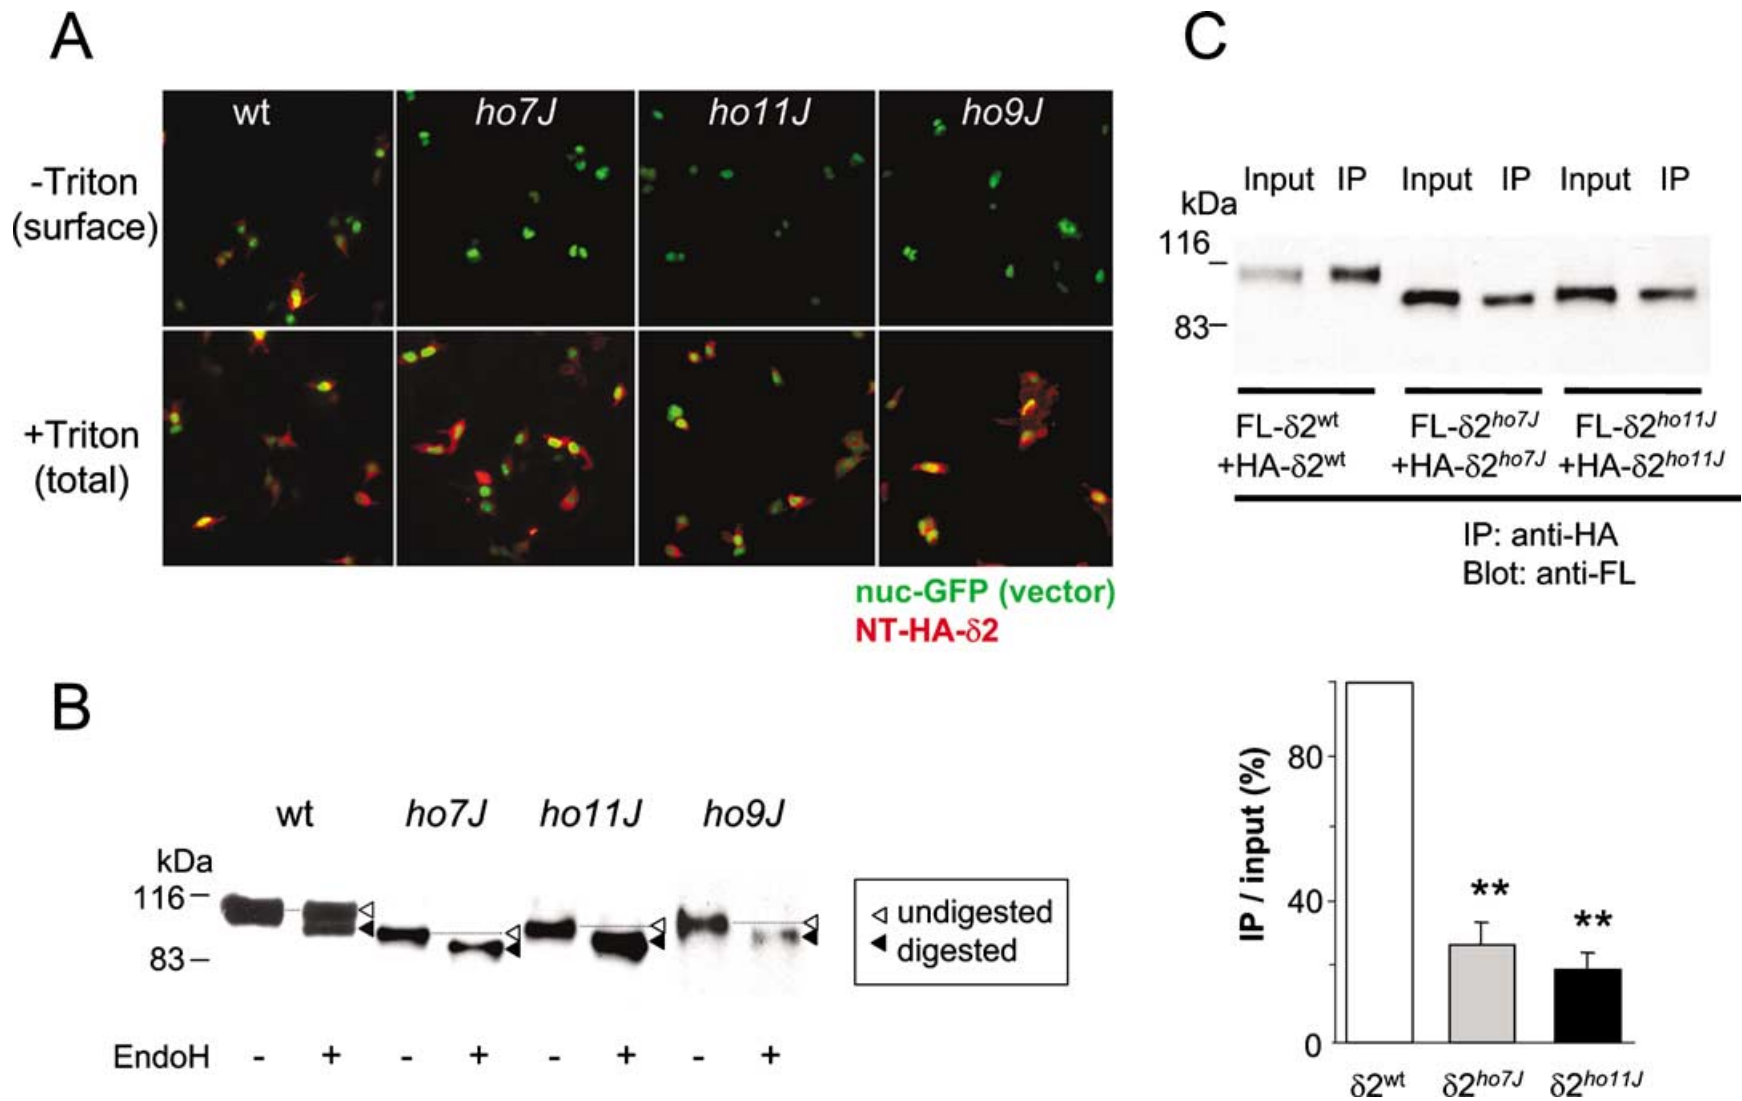 A
wt ho7J ho11J ho9J
-Triton
(surface)
+Triton
(total)
nuc-GFP (vector)
NT-HA-δ2
B
wt ho7J ho11J ho9J
kDa
116
83
undigested
digested
EndoH - + - + - + - +
C
Input IP Input IP Input IP
kDa
116
83
FL-δ2wt FL-δ2ho7J FL-δ2ho11J
+HA-δ2wt +HA-δ2ho7J +HA-δ2ho11J
IP: anti-HA
Blot: anti-FL
IP / input (%)
80
40
0
** **
δ2wt δ2ho7J δ2ho11J